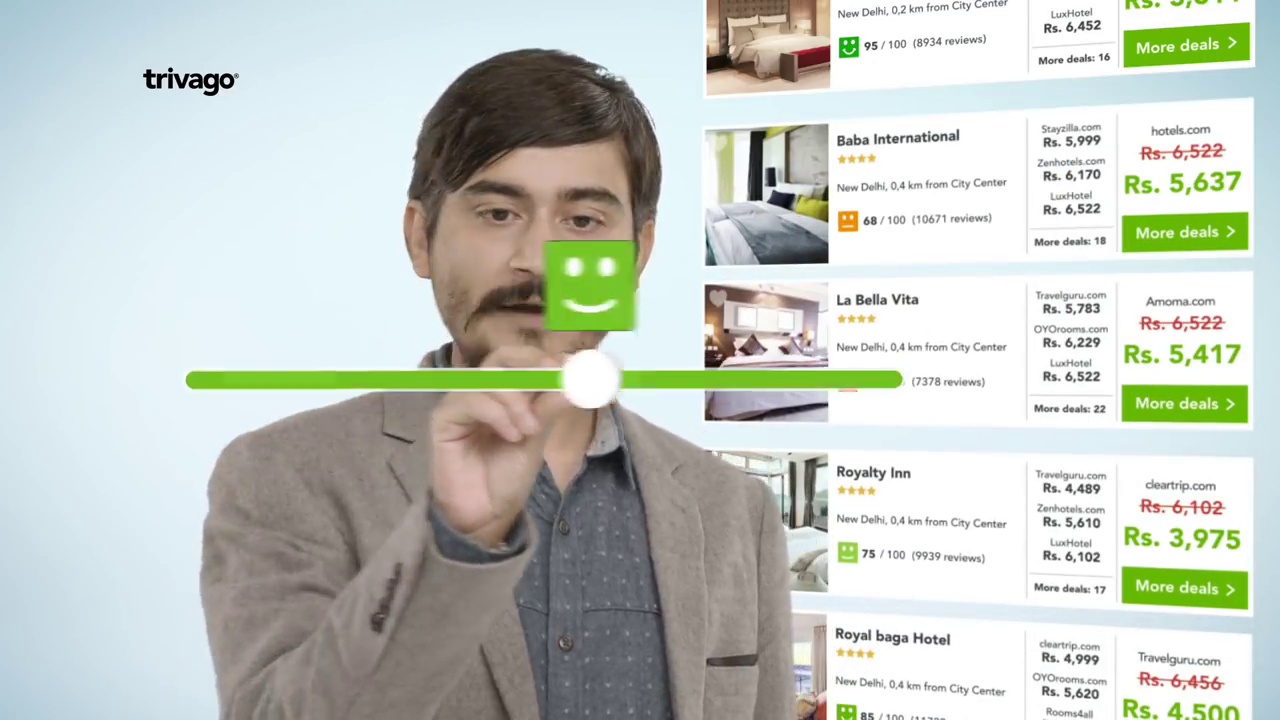 trivago
New Delhi, 0,2 km from City Center
95 / 100 (8934 reviews)
LuxHotel
Rs. 6,452
More deals: 16
More deals >
Baba International
New Delhi, 0,4 km from City Center
68 / 100 (10671 reviews)
Stayzilla.com
Rs. 5,999
Zenhotels.com
Rs. 6,170
LuxHotel
Rs. 6,522
More deals: 18
hotels.com
Rs. 6,522
Rs. 5,637
More deals >
La Bella Vita
New Delhi, 0,4 km from City Center
(7378 reviews)
Travelguru.com
Rs. 5,783
OYOrooms.com
Rs. 6,229
LuxHotel
Rs. 6,522
More deals: 22
Amoma.com
Rs. 6,522
Rs. 5,417
More deals >
Royalty Inn
New Delhi, 0,4 km from City Center
75 / 100 (9939 reviews)
Travelguru.com
Rs. 4,489
Zenhotels.com
Rs. 5,610
LuxHotel
Rs. 6,102
More deals: 17
cleartrip.com
Rs. 6,102
Rs. 3,975
More deals >
Royal baga Hotel
New Delhi, 0,4 km from City Center
85 / 100
cleartrip.com
Rs. 4,999
OYOrooms.com
Rs. 5,620
Rooms4all
Travelguru.com
Rs. 6,456
Rs. 4,500